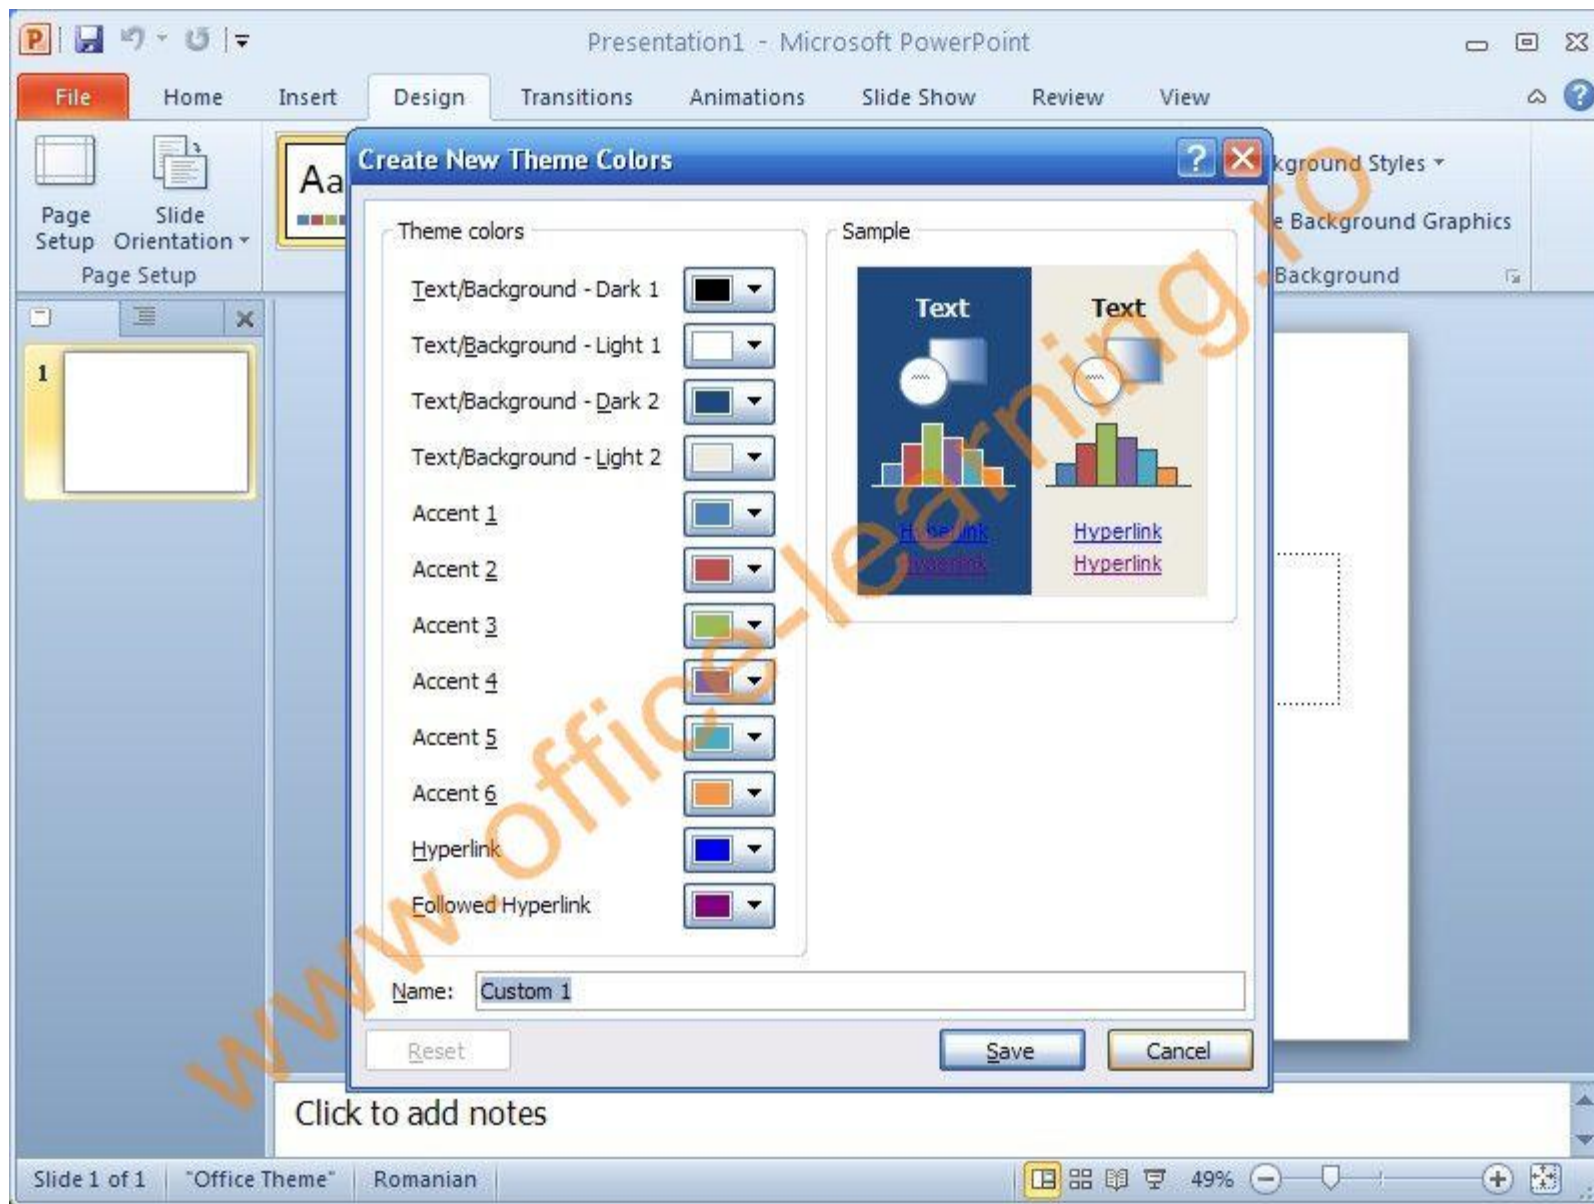 Presentation1 - Microsoft PowerPoint
File Home Insert Design Transitions Animations Slide Show Review View
Aa
Page Setup
Slide Orientation
Page Setup
kground Styles
e Background Graphics
Background
Create New Theme Colors
Theme colors
Text/Background - Dark 1
Text/Background - Light 1
Text/Background - Dark 2
Text/Background - Light 2
Accent 1
Accent 2
Accent 3
Accent 4
Accent 5
Accent 6
Hyperlink
Followed Hyperlink
Sample
Text Text
Hyperlink Hyperlink
Hyperlink Hyperlink
Name: Custom 1
Reset Save Cancel
1
Click to add notes
Slide 1 of 1 "Office Theme" Romanian 49%
www.office-learning.ro